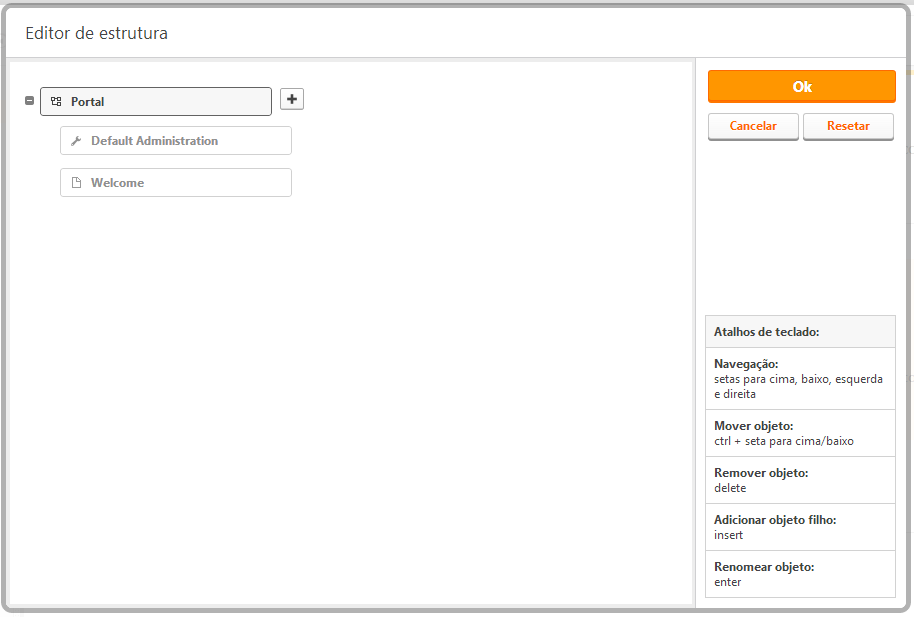 Editor de estrutura
Portal
Default Administration
Welcome
Ok
Cancelar
Resetar
Atalhos de teclado:
Navegação:
setas para cima, baixo, esquerda
e direita
Mover objeto:
ctrl + seta para cima/baixo
Remover objeto:
delete
Adicionar objeto filho:
insert
Renomear objeto:
enter